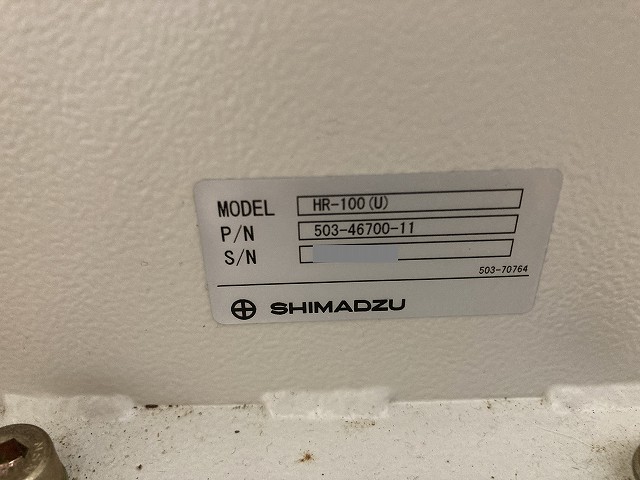 MODEL HR-100(U)
P/N 503-46700-11
S/N
503-70764
SHIMADZU